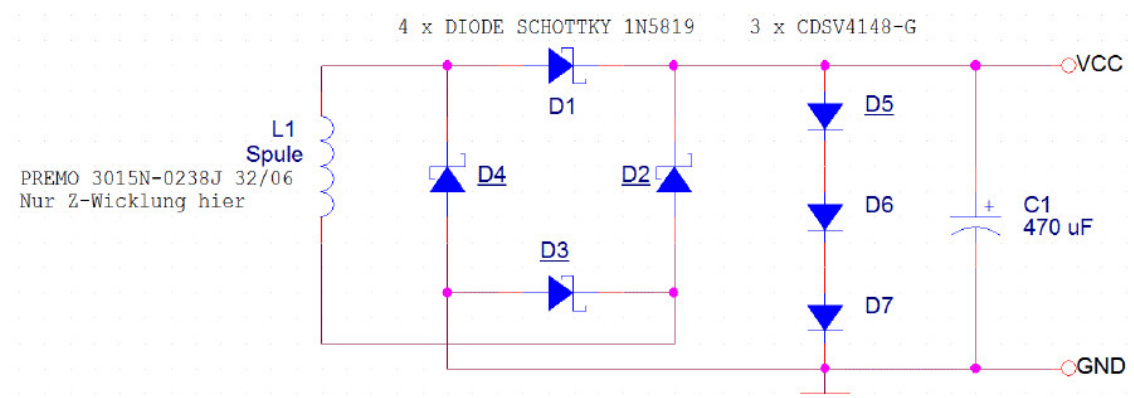 4 x DIODE SCHOTTKY 1N5819
3 x CDSV4148-G
VCC
D1
D5
L1
Spule
PREMO 3015N-0238J 32/06
Nur Z-Wicklung hier
D4
D2
D6
+
C1
470 uF
D3
D7
GND